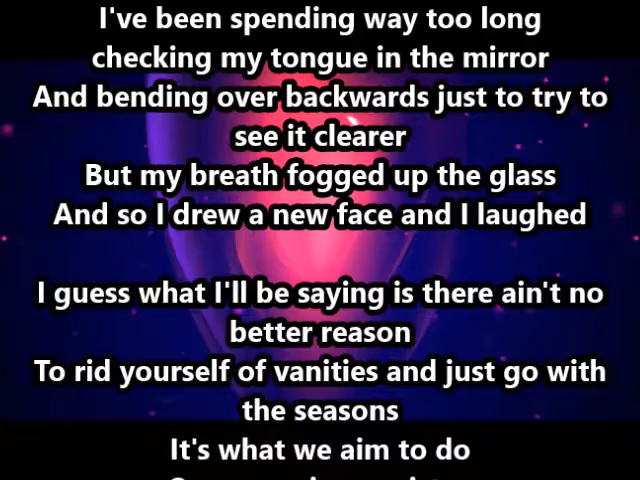 I've been spending way too long
checking my tongue in the mirror
And bending over backwards just to try to
see it clearer
But my breath fogged up the glass
And so I drew a new face and I laughed
I guess what I'll be saying is there ain't no
better reason
To rid yourself of vanities and just go with
the seasons
It's what we aim to do